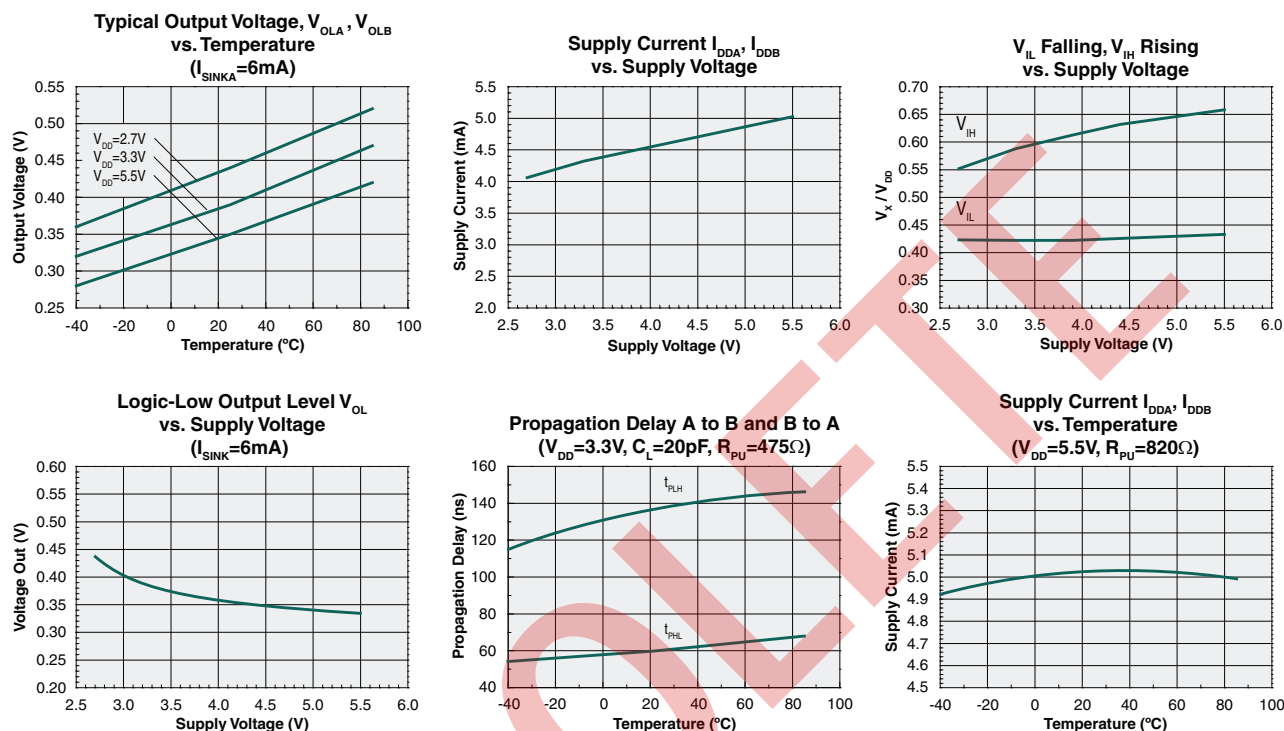 Typical Output Voltage, VOLA , VOLB
vs. Temperature
(ISINKA=6mA)
Output Voltage (V)
0.55
0.50
0.45
0.40
0.35
0.30
0.25
VDD=2.7V
VDD=3.3V
VDD=5.5V
-40 -20 0 20 40 60 80 100
Temperature (ºC)
Supply Current IDDA, IDDB
vs. Supply Voltage
Supply Current (mA)
5.5
5.0
4.5
4.0
3.5
3.0
2.5
2.0
2.5 3.0 3.5 4.0 4.5 5.0 5.5 6.0
Supply Voltage (V)
VIL Falling, VIH Rising
vs. Supply Voltage
VX / VDD
0.70
0.65
0.60
0.55
0.50
0.45
0.40
0.35
0.30
VIH
VIL
2.5 3.0 3.5 4.0 4.5 5.0 5.5 6.0
Supply Voltage (V)
Logic-Low Output Level VOL
vs. Supply Voltage
(ISINK=6mA)
Voltage Out (V)
0.60
0.55
0.50
0.45
0.40
0.35
0.30
0.25
0.20
2.5 3.0 3.5 4.0 4.5 5.0 5.5 6.0
Supply Voltage (V)
Propagation Delay A to B and B to A
(VDD=3.3V, CL=20pF, RPU=475Ω)
Propagation Delay (ns)
160
140
120
100
80
60
40
tPLH
tPHL
-40 -20 0 20 40 60 80 100
Temperature (ºC)
Supply Current IDDA, IDDB
vs. Temperature
(VDD=5.5V, RPU=820Ω)
Supply Current (mA)
5.5
5.4
5.3
5.2
5.1
5.0
4.9
4.8
4.7
4.6
4.5
-40 -20 0 20 40 60 80 100
Temperature (ºC)
OLETE